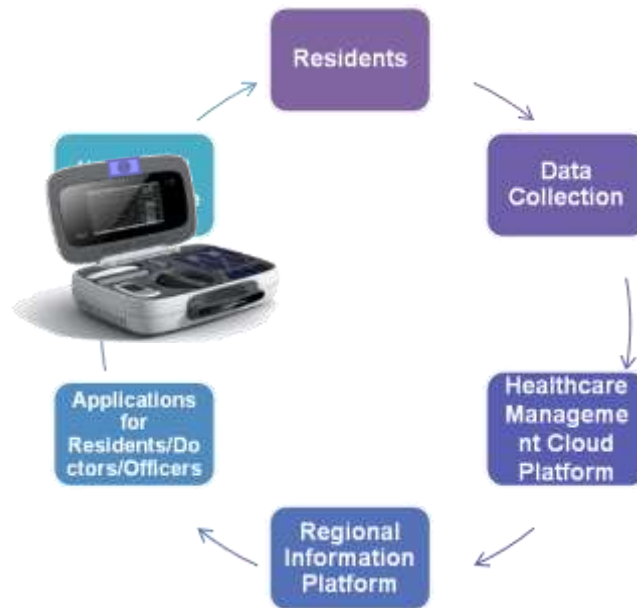 Residents
Data
Collection
Healthcare
Manageme
nt Cloud
Platform
Regional
Information
Platform
Applications
for
Residents/Do
ctors/Officers